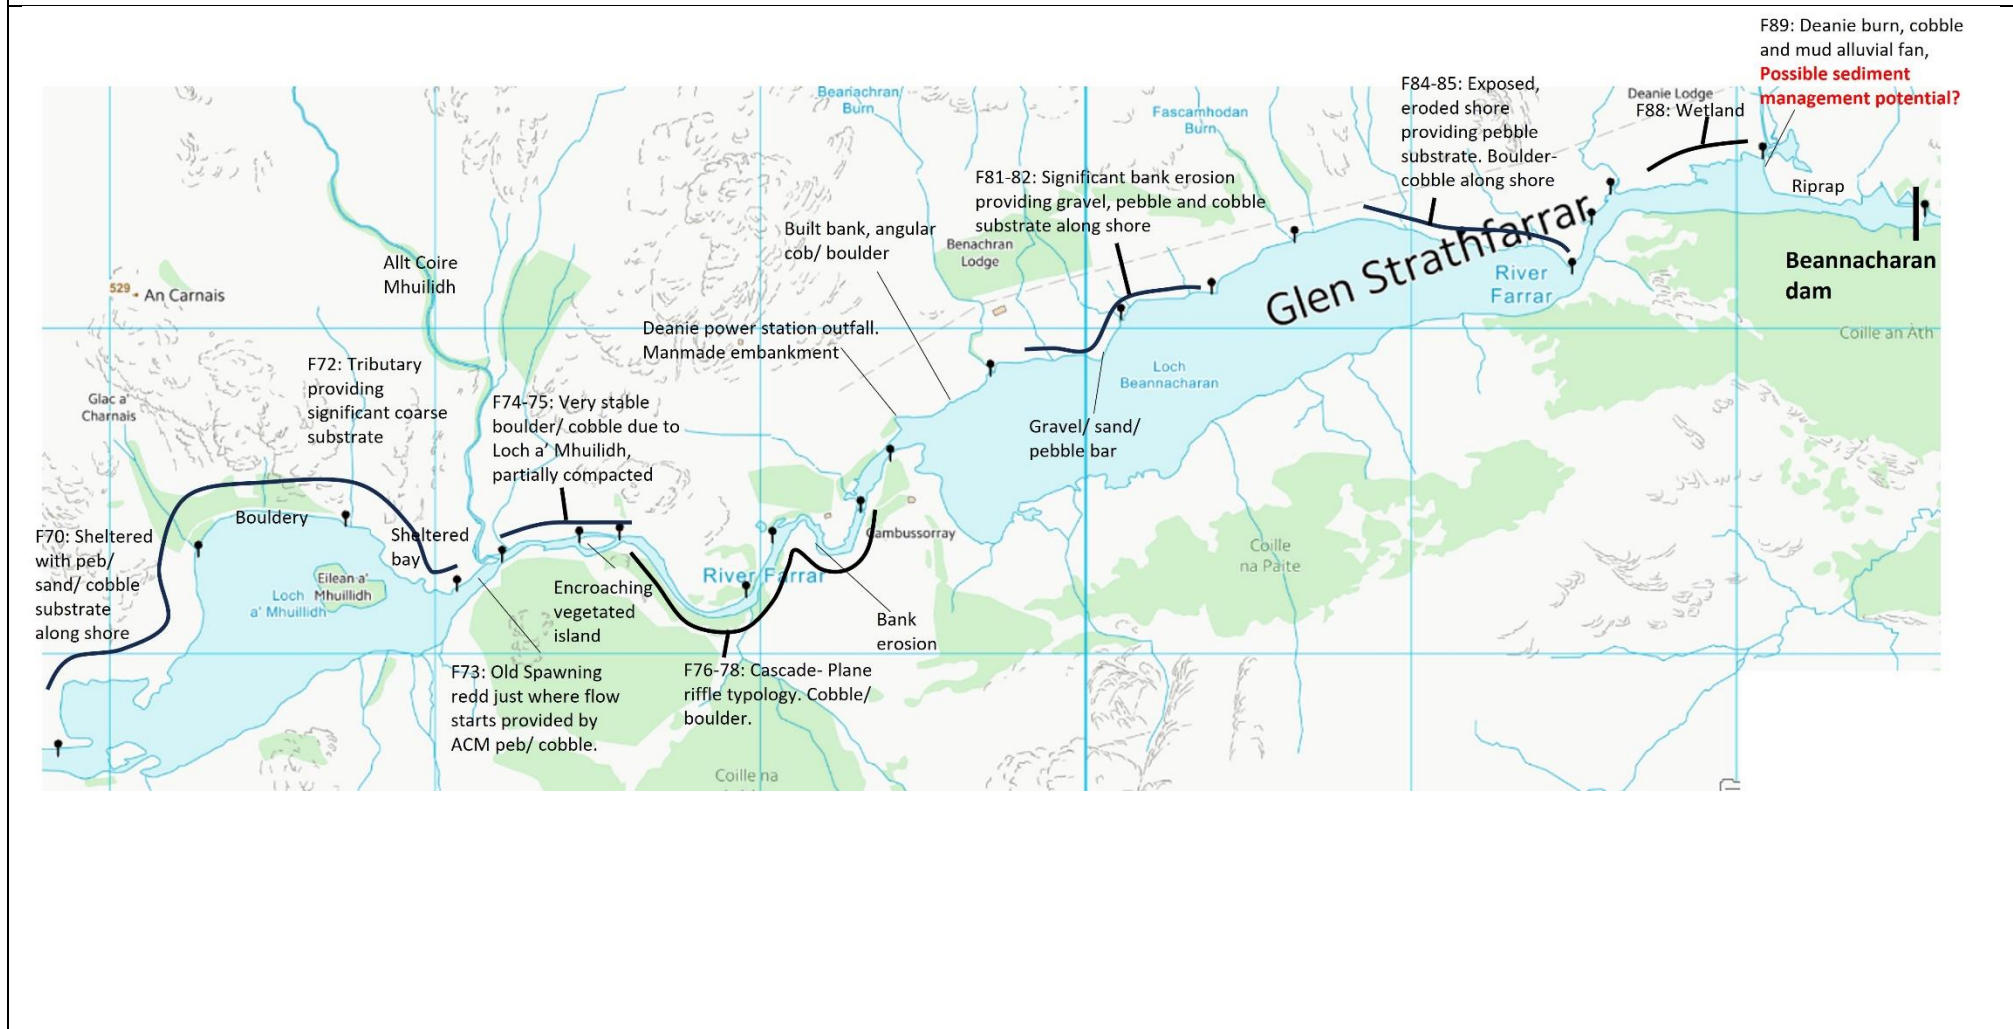 F89: Deanie burn, cobble
and mud alluvial fan,
Possible sediment
management potential?
F84-85: Exposed,
eroded shore
providing pebble
substrate. Boulder-
cobble along shore
Deanie Lodge
F88: Wetland
Beanachran
Burn
Fascamhodan
Burn
F81-82: Significant bank erosion
providing gravel, pebble and cobble
substrate along shore
Riprap
Built bank, angular
cob/ boulder
Benachran
Lodge
Glen Strathfarrar
River
Farrar
Beannacharan
dam
Allt Coire
Mhuilidh
529
An Carnais
Deanie power station outfall.
Manmade embankment
Coille an Àth
F72: Tributary
providing
significant coarse
substrate
Loch
Beannacharan
Glac a'
Charnais
F74-75: Very stable
boulder/ cobble due to
Loch a' Mhuilidh,
partially compacted
Gravel/ sand/
pebble bar
Bouldery
Sheltered
bay
F70: Sheltered
with peb/
sand/ cobble
substrate
along shore
Cambussorray
Coille
na Paite
Eilean a'
Mhuillidh
Loch
a' Mhuillidh
River Farrar
Encroaching
vegetated
island
Bank
erosion
F73: Old Spawning
redd just where flow
starts provided by
ACM peb/ cobble.
F76-78: Cascade- Plane
riffle typology. Cobble/
boulder.
Coille na